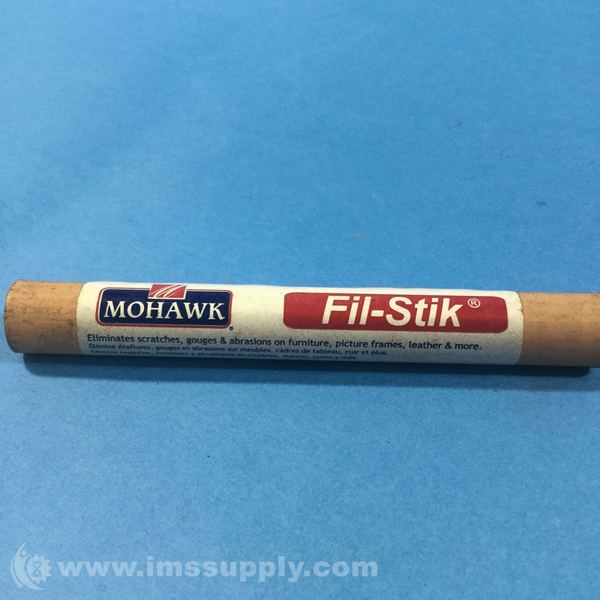 MOHAWK
Fil-Stik®
Eliminates scratches, gouges & abrasions on furniture, picture frames, leather & more.
Élimine éraflures, gouges et abrasions sur meubles, cadres de tableau, cuir et plus.
www.imssupply.com